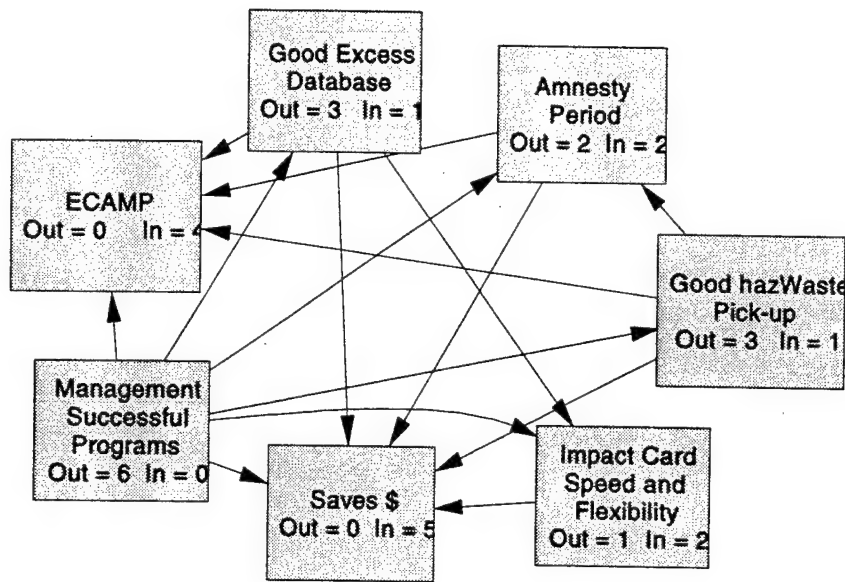 Good Excess
Database
Out = 3 In = 1
Amnesty
Period
Out = 2 In = 2
ECAMP
Out = 0 In = 4
Good hazWaste
Pick-up
Out = 3 In = 1
Management
Successful
Programs
Out = 6 In = 0
Saves $
Out = 0 In = 5
Impact Card
Speed and
Flexibility
Out = 1 In = 2